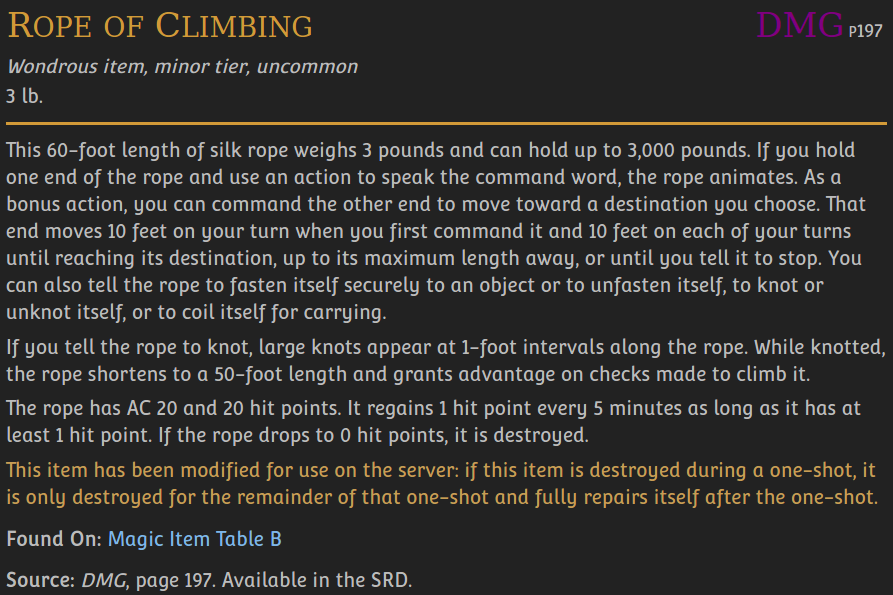 Rope of Climbing DMG P197
Wondrous item, minor tier, uncommon
3 lb.
This 60-foot length of silk rope weighs 3 pounds and can hold up to 3,000 pounds. If you hold
one end of the rope and use an action to speak the command word, the rope animates. As a
bonus action, you can command the other end to move toward a destination you choose. That
end moves 10 feet on your turn when you first command it and 10 feet on each of your turns
until reaching its destination, up to its maximum length away, or until you tell it to stop. You
can also tell the rope to fasten itself securely to an object or to unfasten itself, to knot or
unknot itself, or to coil itself for carrying.
If you tell the rope to knot, large knots appear at 1-foot intervals along the rope. While knotted,
the rope shortens to a 50-foot length and grants advantage on checks made to climb it.
The rope has AC 20 and 20 hit points. It regains 1 hit point every 5 minutes as long as it has at
least 1 hit point. If the rope drops to 0 hit points, it is destroyed.
This item has been modified for use on the server: if this item is destroyed during a one-shot, it
is only destroyed for the remainder of that one-shot and fully repairs itself after the one-shot.
Found On: Magic Item Table B
Source: DMG, page 197. Available in the SRD.